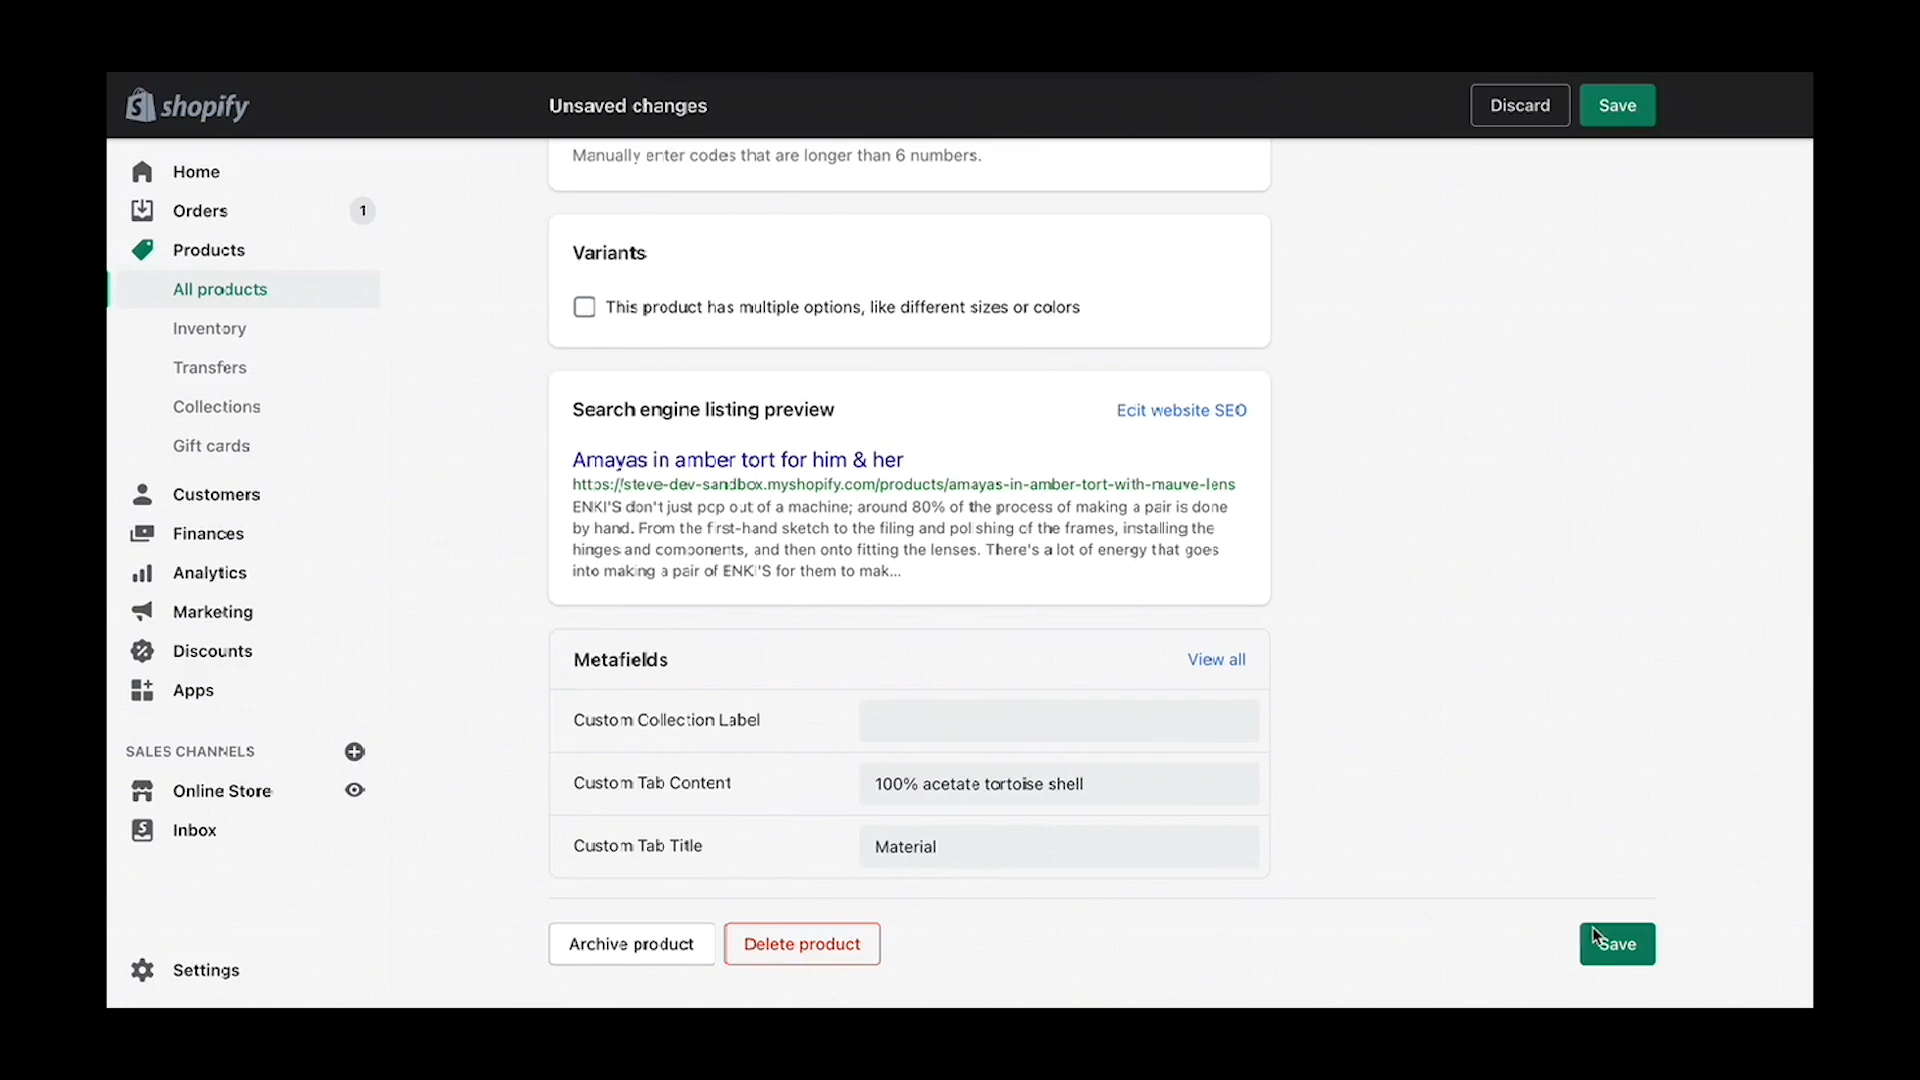 shopify
Unsaved changes
Discard
Save
Home
Orders
1
Products
All products
Inventory
Transfers
Collections
Gift cards
Customers
Finances
Analytics
Marketing
Discounts
Apps
SALES CHANNELS
Online Store
Inbox
Settings
Manually enter codes that are longer than 6 numbers.
Variants
This product has multiple options, like different sizes or colors
Search engine listing preview
Edit website SEO
Amayas in amber tort for him & her
https://steve-dev-sandbox.myshopify.com/products/amayas-in-amber-tort-with-mauve-lens
ENKI'S don't just pop out of a machine; around 80% of the process of making a pair is done
by hand. From the first-hand sketch to the filing and polishing of the frames, installing the
hinges and components, and then onto fitting the lenses. There's a lot of energy that goes
into making a pair of ENKI'S for them to mak...
Metafields
View all
Custom Collection Label
Custom Tab Content
100% acetate tortoise shell
Custom Tab Title
Material
Archive product
Delete product
Save